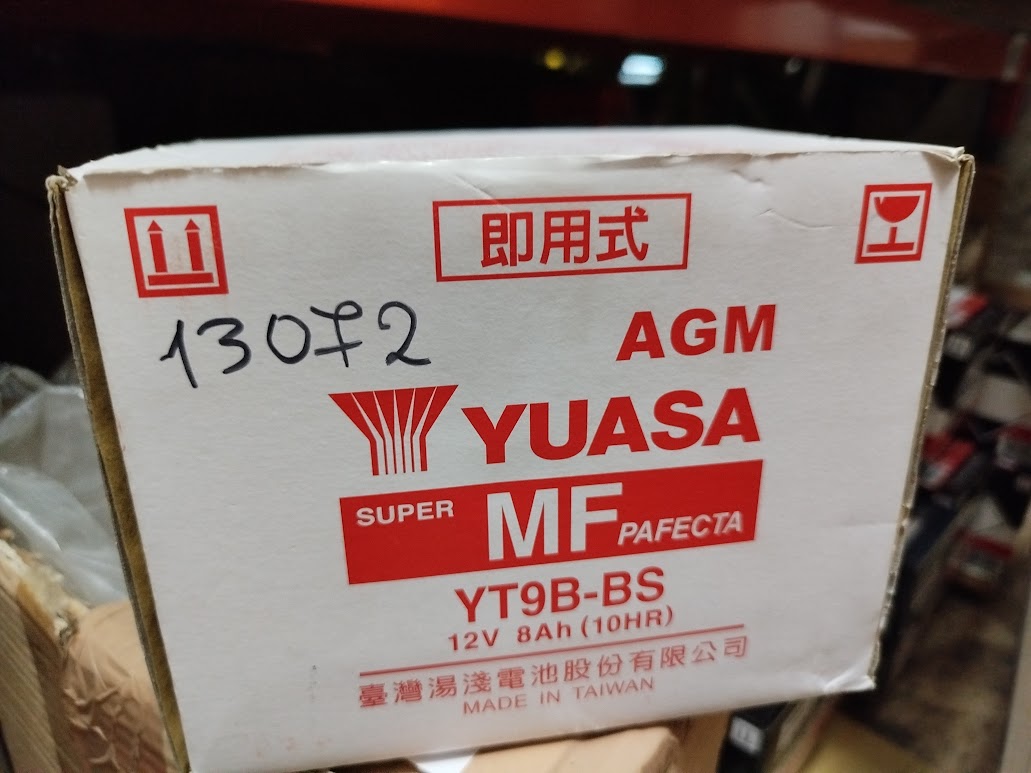 即用式
13072
AGM
YUASA
SUPER MF PAFECTA
YT9B-BS
12V 8Ah (10HR)
臺灣湯淺電池股份有限公司
MADE IN TAIWAN